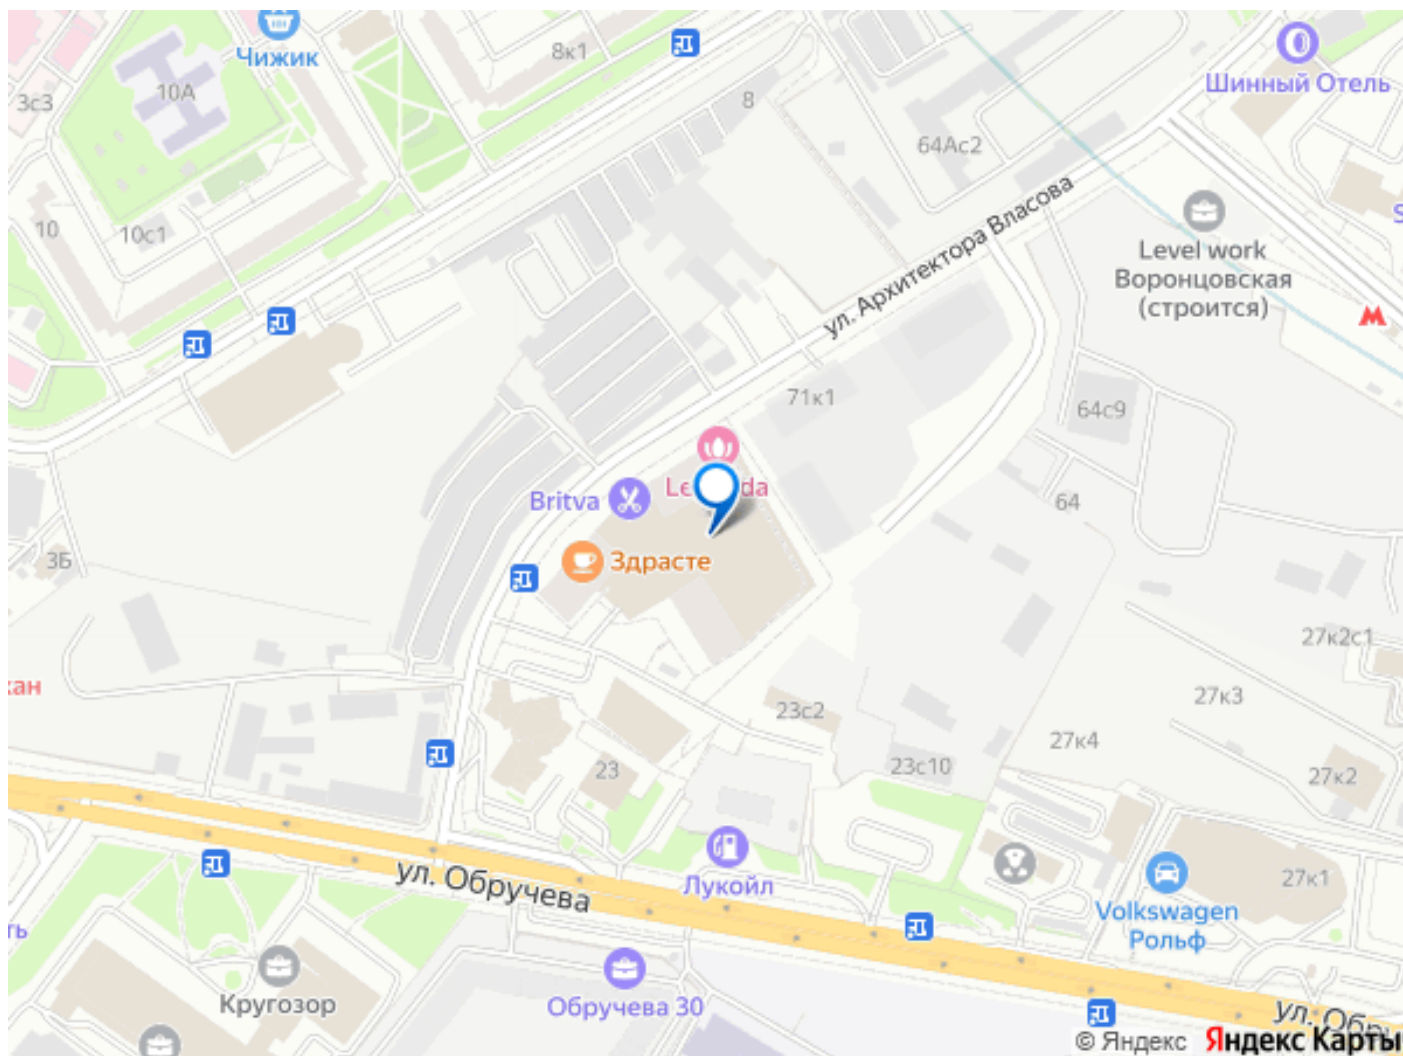 Чижик
8к1
Шинный Отель
3с3
10А
8
64Ас2
10
10с1
ул. Архитектора Власова
Level work
Воронцовская
(строится)
71к1
64с9
Britva
64
Здрасте
3Б
27к2с1
27к3
23с2
27к4
23
23с10
27к2
ул. Обручева
Лукойл
27к1
Volkswagen
Рольф
Кругозор
Обручева 30
© Яндекс
Яндекс Карты